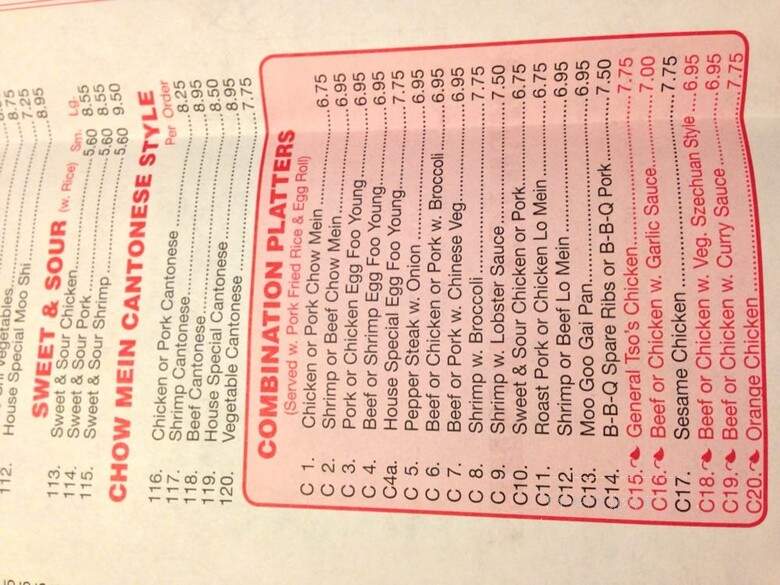 Vegetables 7.25
112. House Special Moo Shi 8.95
SWEET & SOUR (w. Rice) Sm. Lg.
113. Sweet & Sour Chicken 5.60 8.55
114. Sweet & Sour Pork 5.60 8.55
115. Sweet & Sour Shrimp 5.60 9.50
CHOW MEIN CANTONESE STYLE
Per Order
116. Chicken or Pork Cantonese 8.25
117. Shrimp Cantonese 8.95
118. Beef Cantonese 8.50
119. House Special Cantonese 8.95
120. Vegetable Cantonese 7.75
COMBINATION PLATTERS
(Served w. Pork Fried Rice & Egg Roll)
C 1. Chicken or Pork Chow Mein 6.75
C 2. Shrimp or Beef Chow Mein 6.95
C 3. Pork or Chicken Egg Foo Young 6.95
C 4. Beef or Shrimp Egg Foo Young 6.95
C4a. House Special Egg Foo Young 7.75
C 5. Pepper Steak w. Onion 6.95
C 6. Beef or Chicken or Pork w. Broccoli 6.95
C 7. Beef or Pork w. Chinese Veg. 6.95
C 8. Shrimp w. Broccoli 7.75
C 9. Shrimp w. Lobster Sauce 7.50
C10. Sweet & Sour Chicken or Pork 6.75
C11. Roast Pork or Chicken Lo Mein 6.75
C12. Shrimp or Beef Lo Mein 6.95
C13. Moo Goo Gai Pan 6.95
C14. B-B-Q Spare Ribs or B-B-Q Pork 7.50
C15. General Tso's Chicken 7.75
C16. Beef or Chicken w. Garlic Sauce 7.00
C17. Sesame Chicken 7.75
C18. Beef or Chicken w. Veg. Szechuan Style 6.95
C19. Beef or Chicken w. Curry Sauce 6.95
C20. Orange Chicken 7.75